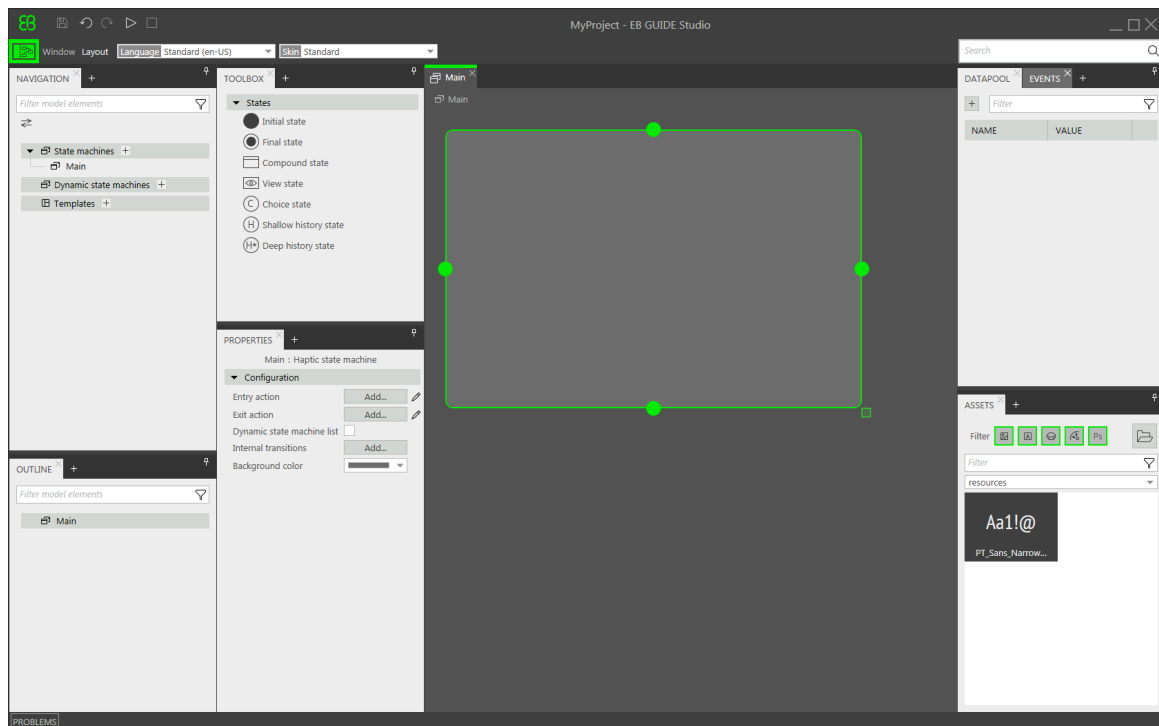 EB
MyProject - EB GUIDE Studio
Window Layout Language Standard (en-US) Skin Standard
Search
NAVIGATION
Filter model elements
State machines
Main
Dynamic state machines
Templates
OUTLINE
Filter model elements
Main
TOOLBOX
States
Initial state
Final state
Compound state
View state
C Choice state
H Shallow history state
H* Deep history state
PROPERTIES
Main : Haptic state machine
Configuration
Entry action Add...
Exit action Add...
Dynamic state machine list
Internal transitions Add...
Background color
Main
Main
DATAPOOL EVENTS
Filter
NAME VALUE
ASSETS
Filter A Ps
Filter
resources
Aa1!@
PT_Sans_Narrow...
PROBLEMS